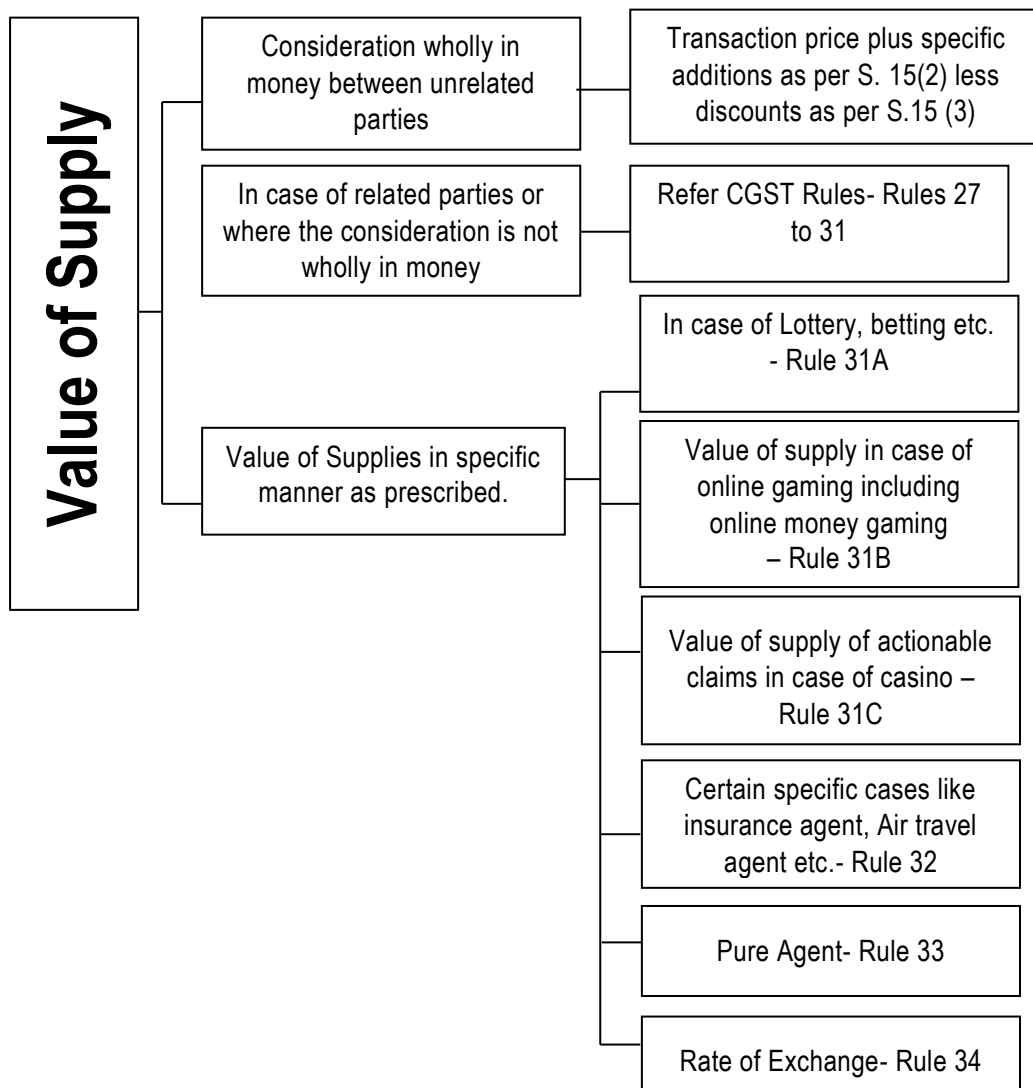 Value of Supply
Consideration wholly in
money between unrelated
parties
Transaction price plus specific
additions as per S. 15(2) less
discounts as per S.15 (3)
In case of related parties or
where the consideration is not
wholly in money
Refer CGST Rules- Rules 27
to 31
Value of Supplies in specific
manner as prescribed.
In case of Lottery, betting etc.
- Rule 31A
Value of supply in case of
online gaming including
online money gaming
– Rule 31B
Value of supply of actionable
claims in case of casino –
Rule 31C
Certain specific cases like
insurance agent, Air travel
agent etc.- Rule 32
Pure Agent- Rule 33
Rate of Exchange- Rule 34